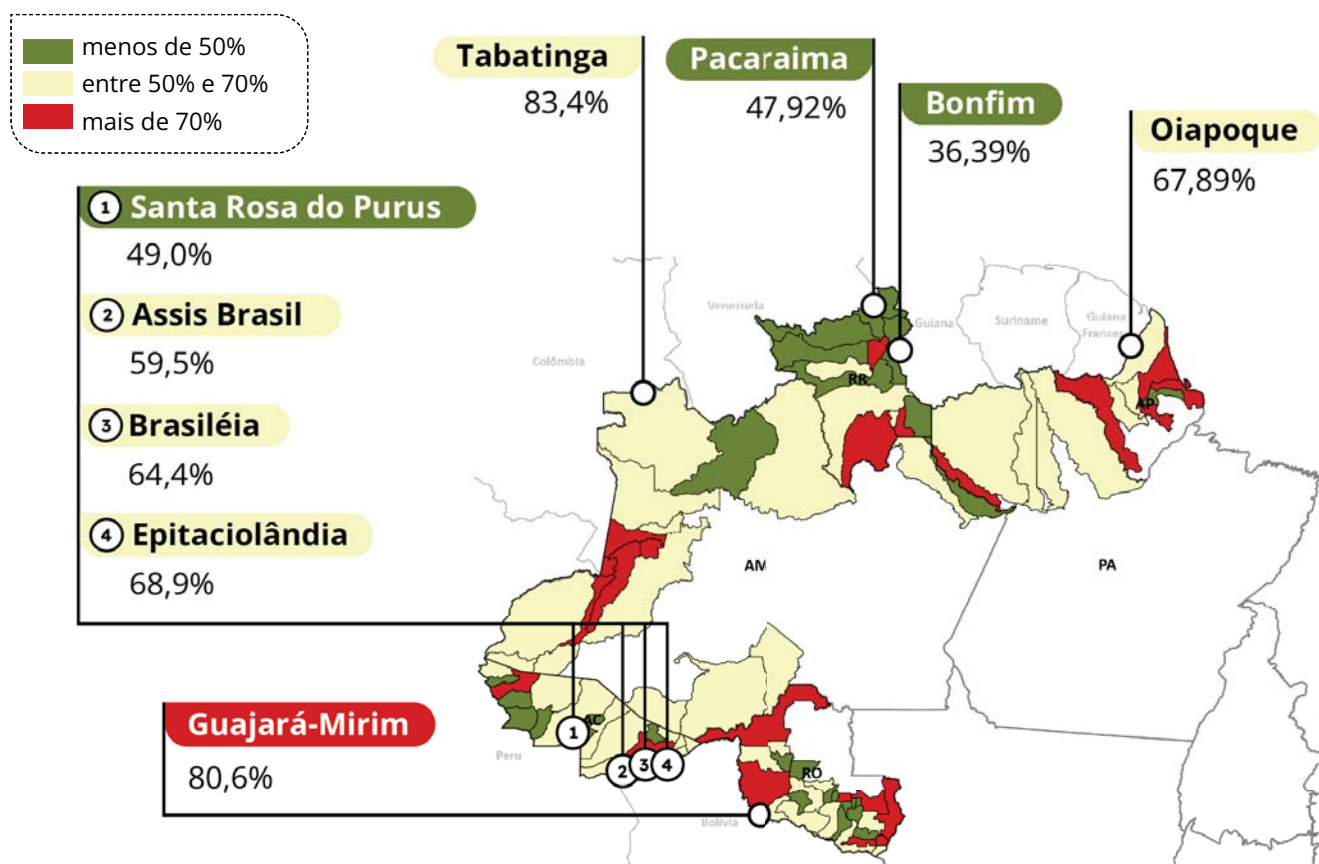 menos de 50%
entre 50% e 70%
mais de 70%
Tabatinga
83,4%
Pacaraima
47,92%
Bonfim
36,39%
Oiapoque
67,89%
1 Santa Rosa do Purus
49,0%
2 Assis Brasil
59,5%
3 Brasiléia
64,4%
4 Epitaciolândia
68,9%
Guajará-Mirim
80,6%
Venezuela
Colômbia
Guiana
Suriname
Guiana
Frances
RR
AP
AM
PA
AC
1
2
3
4
RO
Peru
Bolívia